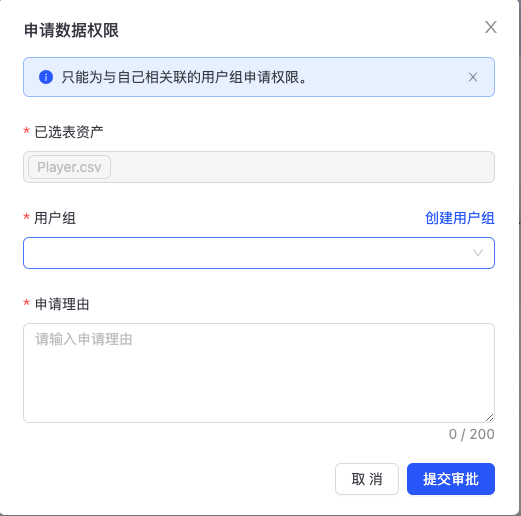 申请数据权限
只能为与自己相关联的用户组申请权限。
* 已选表资产
Player.csv
* 用户组 创建用户组
* 申请理由
请输入申请理由
0 / 200
取 消 提交审批